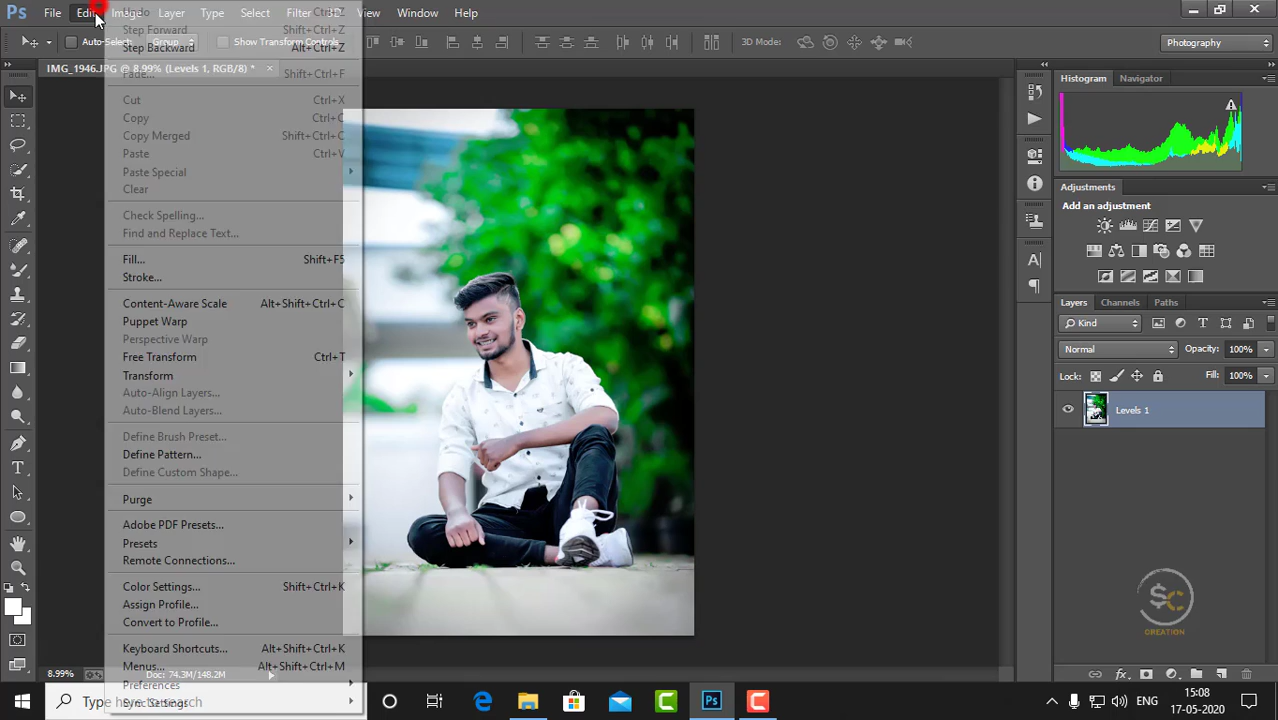 Ps File Edit Image Layer Type Select Filter 3D View Window Help
Auto-Select: Group Show Transform Controls 3D Mode: Photography
IMG_1946.JPG @ 8.99% (Levels 1, RGB/8) * ×
Undo Ctrl+Z
Step Forward Shift+Ctrl+Z
Step Backward Alt+Ctrl+Z
Fade... Shift+Ctrl+F
Cut Ctrl+X
Copy Ctrl+C
Copy Merged Shift+Ctrl+C
Paste Ctrl+V
Paste Special
Clear
Check Spelling...
Find and Replace Text...
Fill... Shift+F5
Stroke...
Content-Aware Scale Alt+Shift+Ctrl+C
Puppet Warp
Perspective Warp
Free Transform Ctrl+T
Transform
Auto-Align Layers...
Auto-Blend Layers...
Define Brush Preset...
Define Pattern...
Define Custom Shape...
Purge
Adobe PDF Presets...
Presets
Remote Connections...
Color Settings... Shift+Ctrl+K
Assign Profile...
Convert to Profile...
Keyboard Shortcuts... Alt+Shift+Ctrl+K
Menus... Alt+Shift+Ctrl+M
Preferences
Sync Settings
Histogram Navigator
Adjustments
Add an adjustment
Layers Channels Paths
Kind
Normal Opacity: 100%
Lock: Fill: 100%
Levels 1
SC
CREATION
8.99% Doc: 74.3M/148.2M
Type here to search
ENG
15:08
17-05-2020